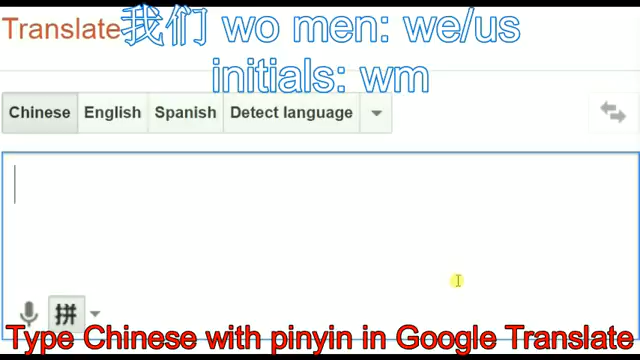 Translate 我们 wo men: we/us
initials: wm
Chinese English Spanish Detect language
拼
Type Chinese with pinyin in Google Translate